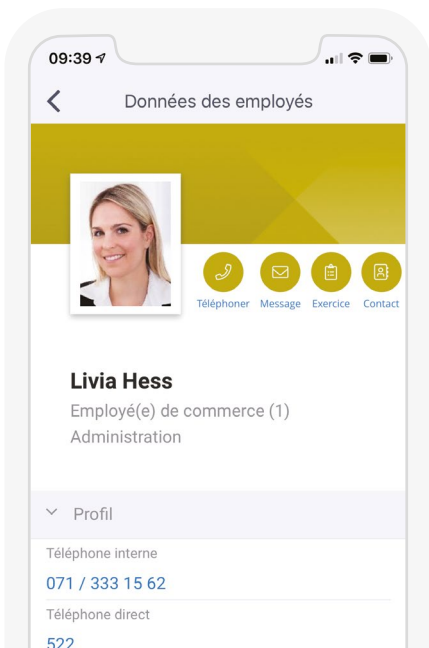 09:39
Données des employés
Téléphoner Message Exercice Contact
Livia Hess
Employé(e) de commerce (1)
Administration
Profil
Téléphone interne
071 / 333 15 62
Téléphone direct
522